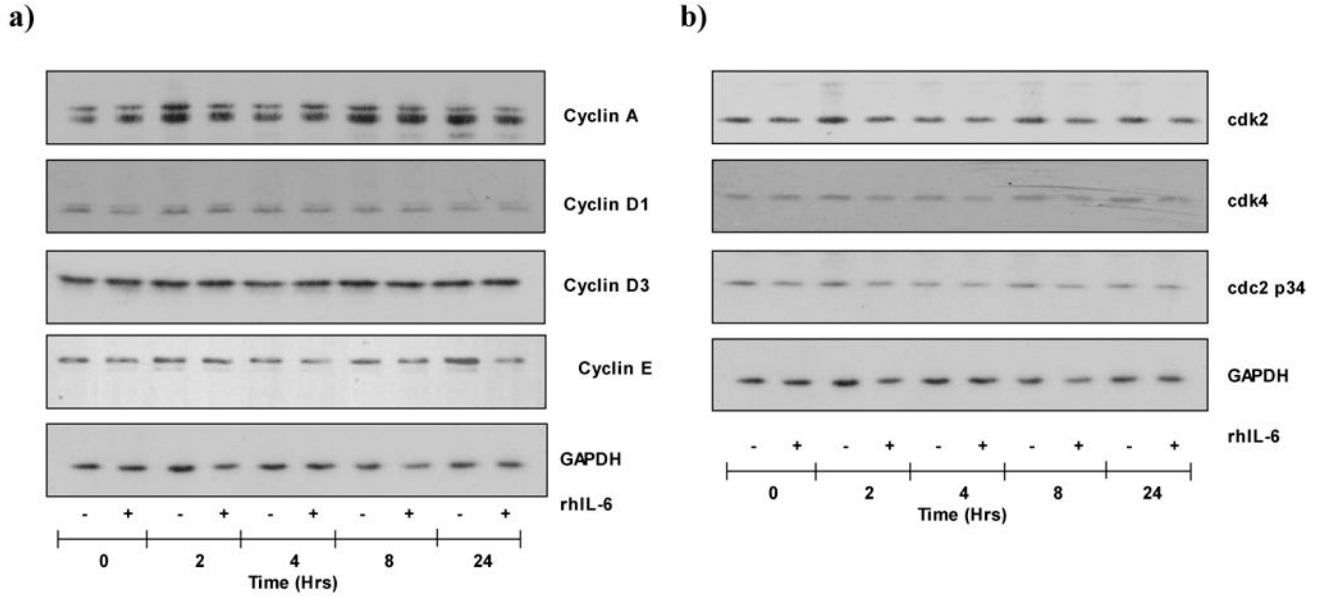 a)
Cyclin A
Cyclin D1
Cyclin D3
Cyclin E
GAPDH
rhIL-6
- + - + - + - + - +
0 2 4 8 24
Time (Hrs)
b)
cdk2
cdk4
cdc2 p34
GAPDH
rhIL-6
- + - + - + - + - +
0 2 4 8 24
Time (Hrs)